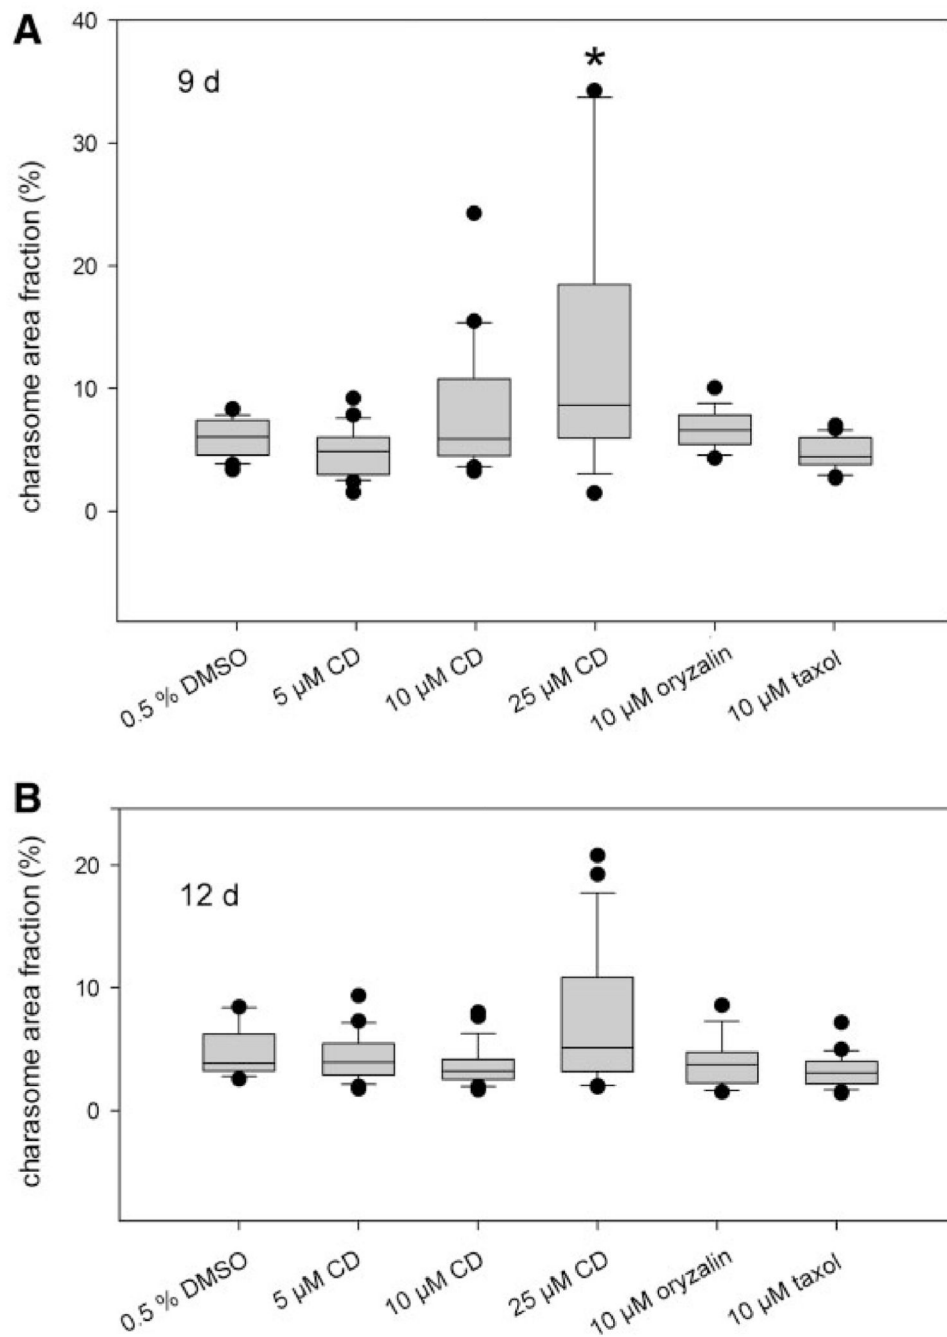 A
40
9 d
*
30
20
10
0
charasome area fraction (%)
0.5 % DMSO
5 µM CD
10 µM CD
25 µM CD
10 µM oryzalin
10 µM taxol
B
20
12 d
10
0
charasome area fraction (%)
0.5 % DMSO
5 µM CD
10 µM CD
25 µM CD
10 µM oryzalin
10 µM taxol